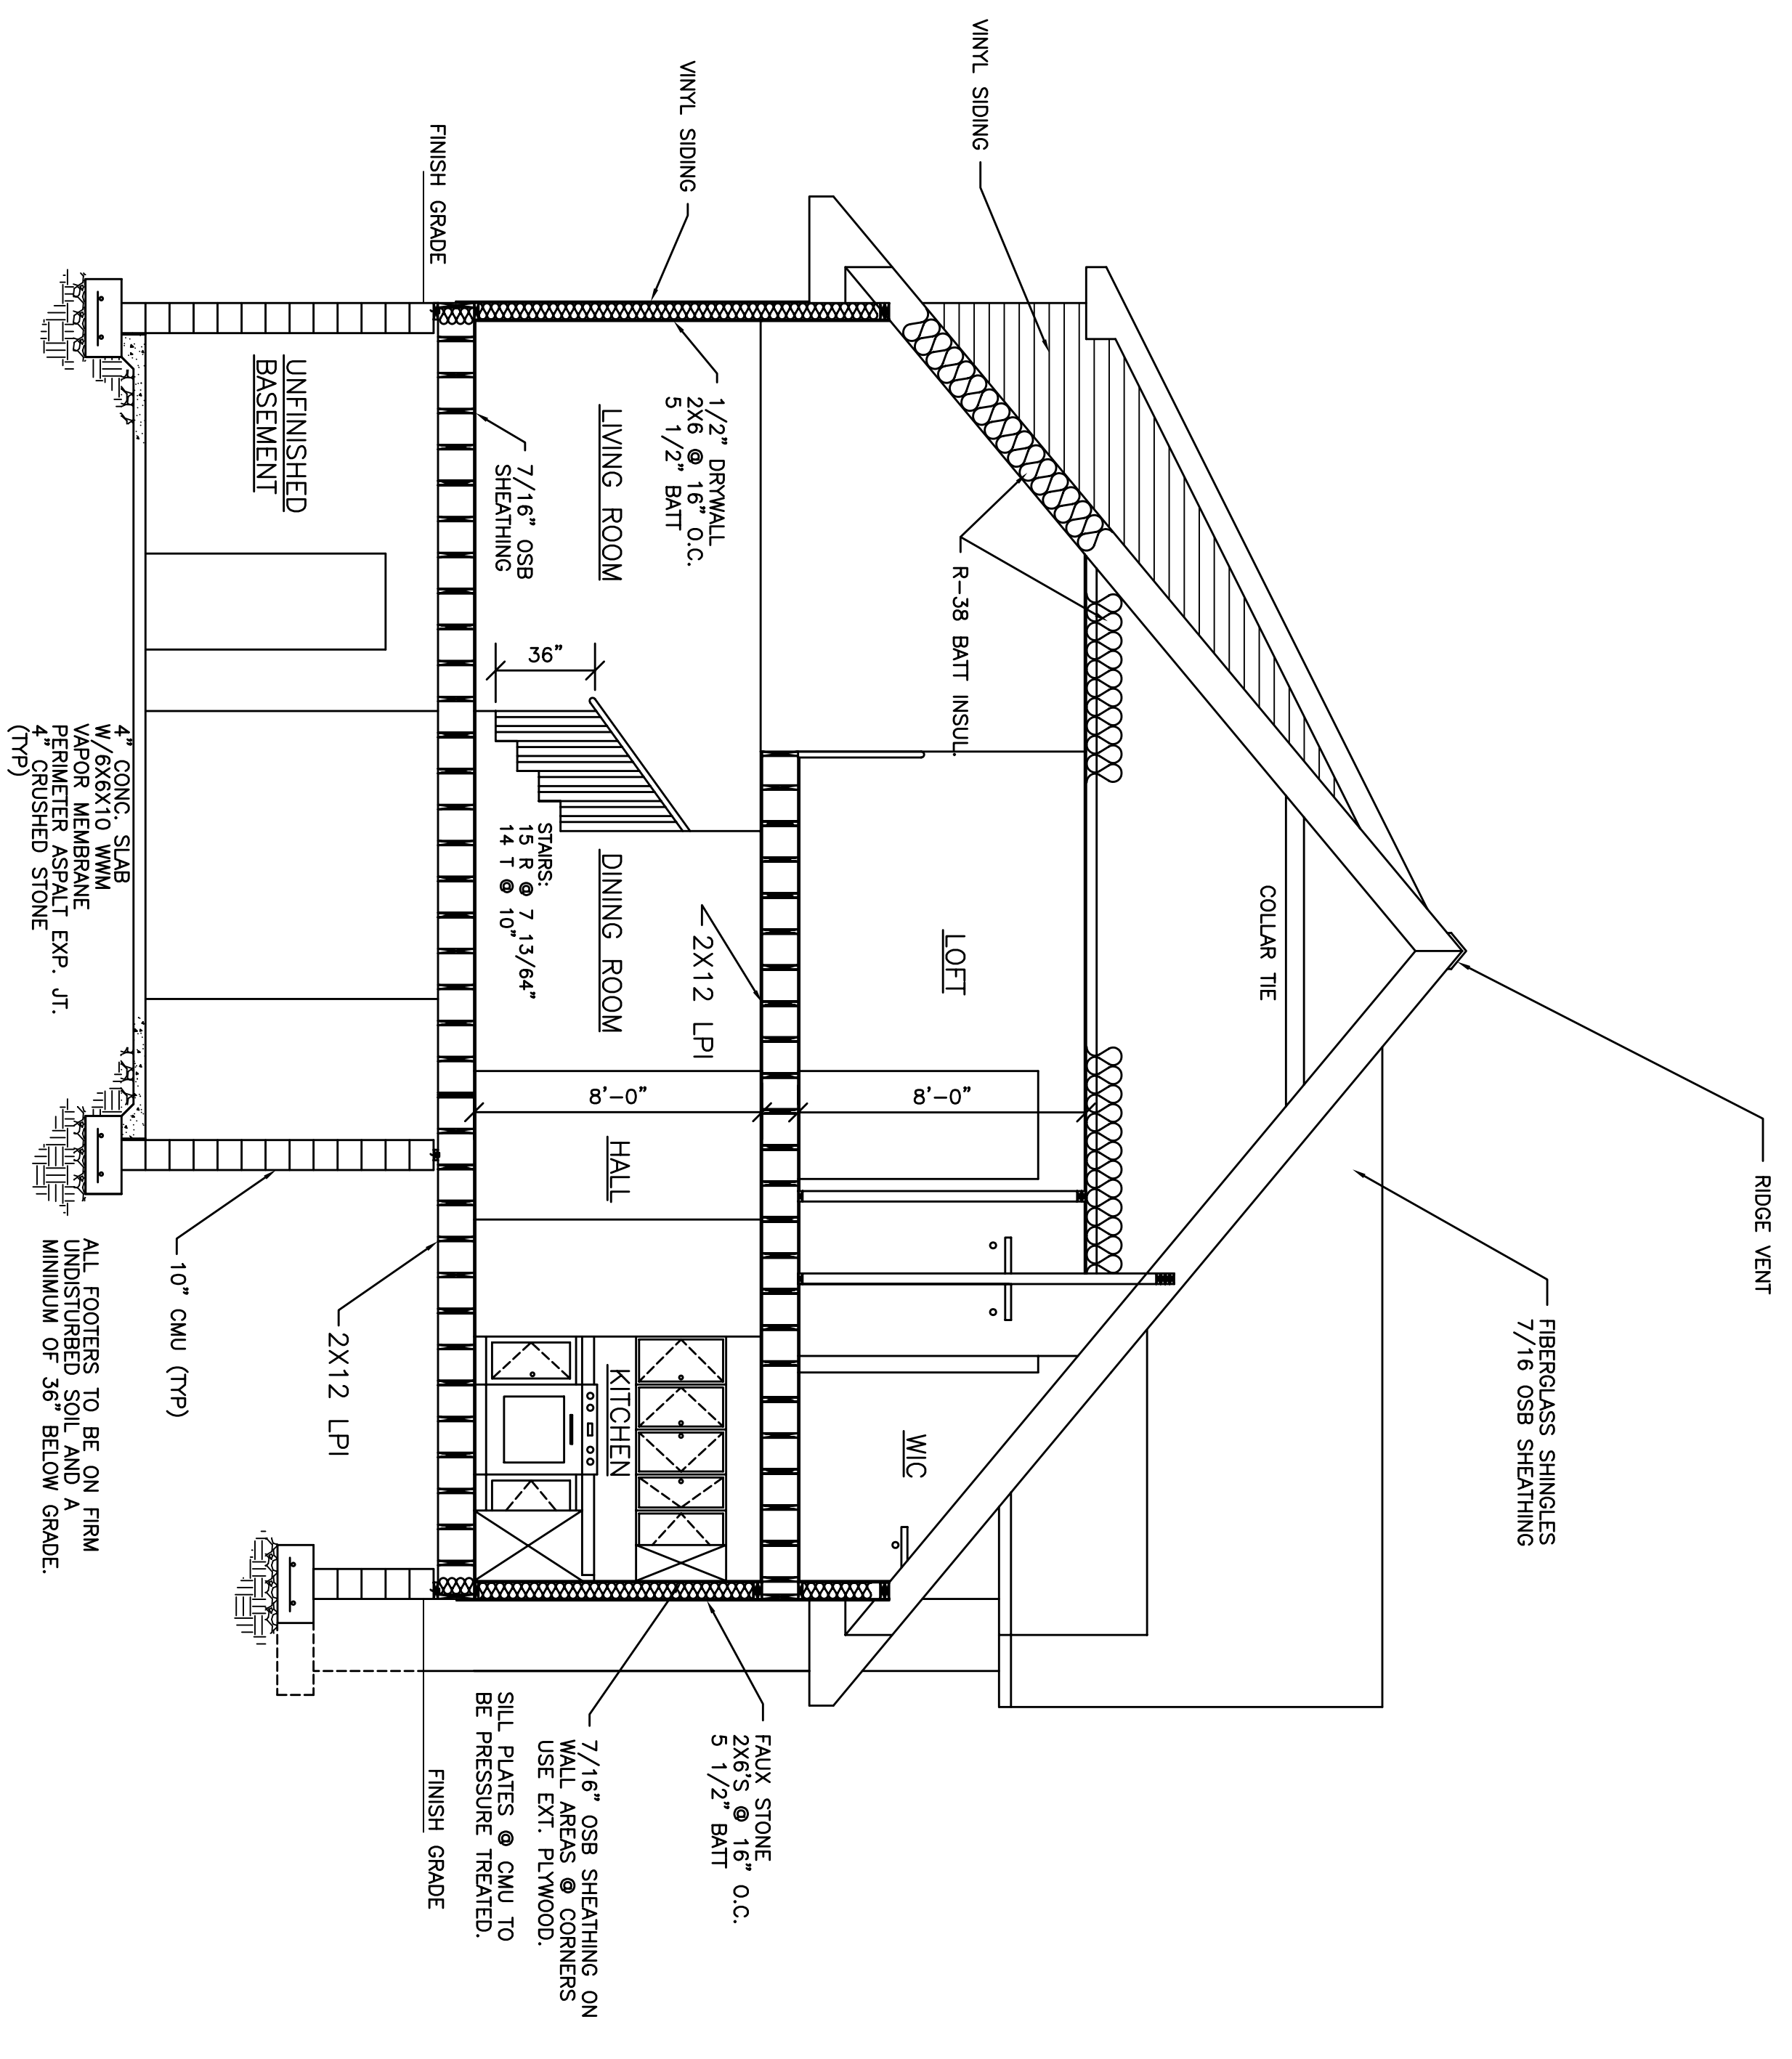 RIDGE VENT
FIBERGLASS SHINGLES
7/16 OSB SHEATHING
COLLAR TIE
VINYL SIDING
R-38 BATT INSUL.
LOFT
8'-0"
WIC
VINYL SIDING
1/2" DRYWALL
2X6 @ 16" O.C.
5 1/2" BATT
2X12 LPI
FAUX STONE
2X6'S @ 16" O.C.
5 1/2" BATT
LIVING ROOM
36"
DINING ROOM
8'-0"
HALL
KITCHEN
7/16" OSB
SHEATHING
STAIRS:
15 R @ 7 13/64"
14 T @ 10"
7/16" OSB SHEATHING ON
WALL AREAS @ CORNERS
USE EXT. PLYWOOD.
SILL PLATES @ CMU TO
BE PRESSURE TREATED.
FINISH GRADE
FINISH GRADE
UNFINISHED
BASEMENT
2X12 LPI
10" CMU (TYP)
4" CONC. SLAB
W/6X6X10 WWM
VAPOR MEMBRANE
PERIMETER ASPALT EXP. JT.
4" CRUSHED STONE
(TYP)
ALL FOOTERS TO BE ON FIRM
UNDISTURBED SOIL AND A
MINIMUM OF 36" BELOW GRADE.